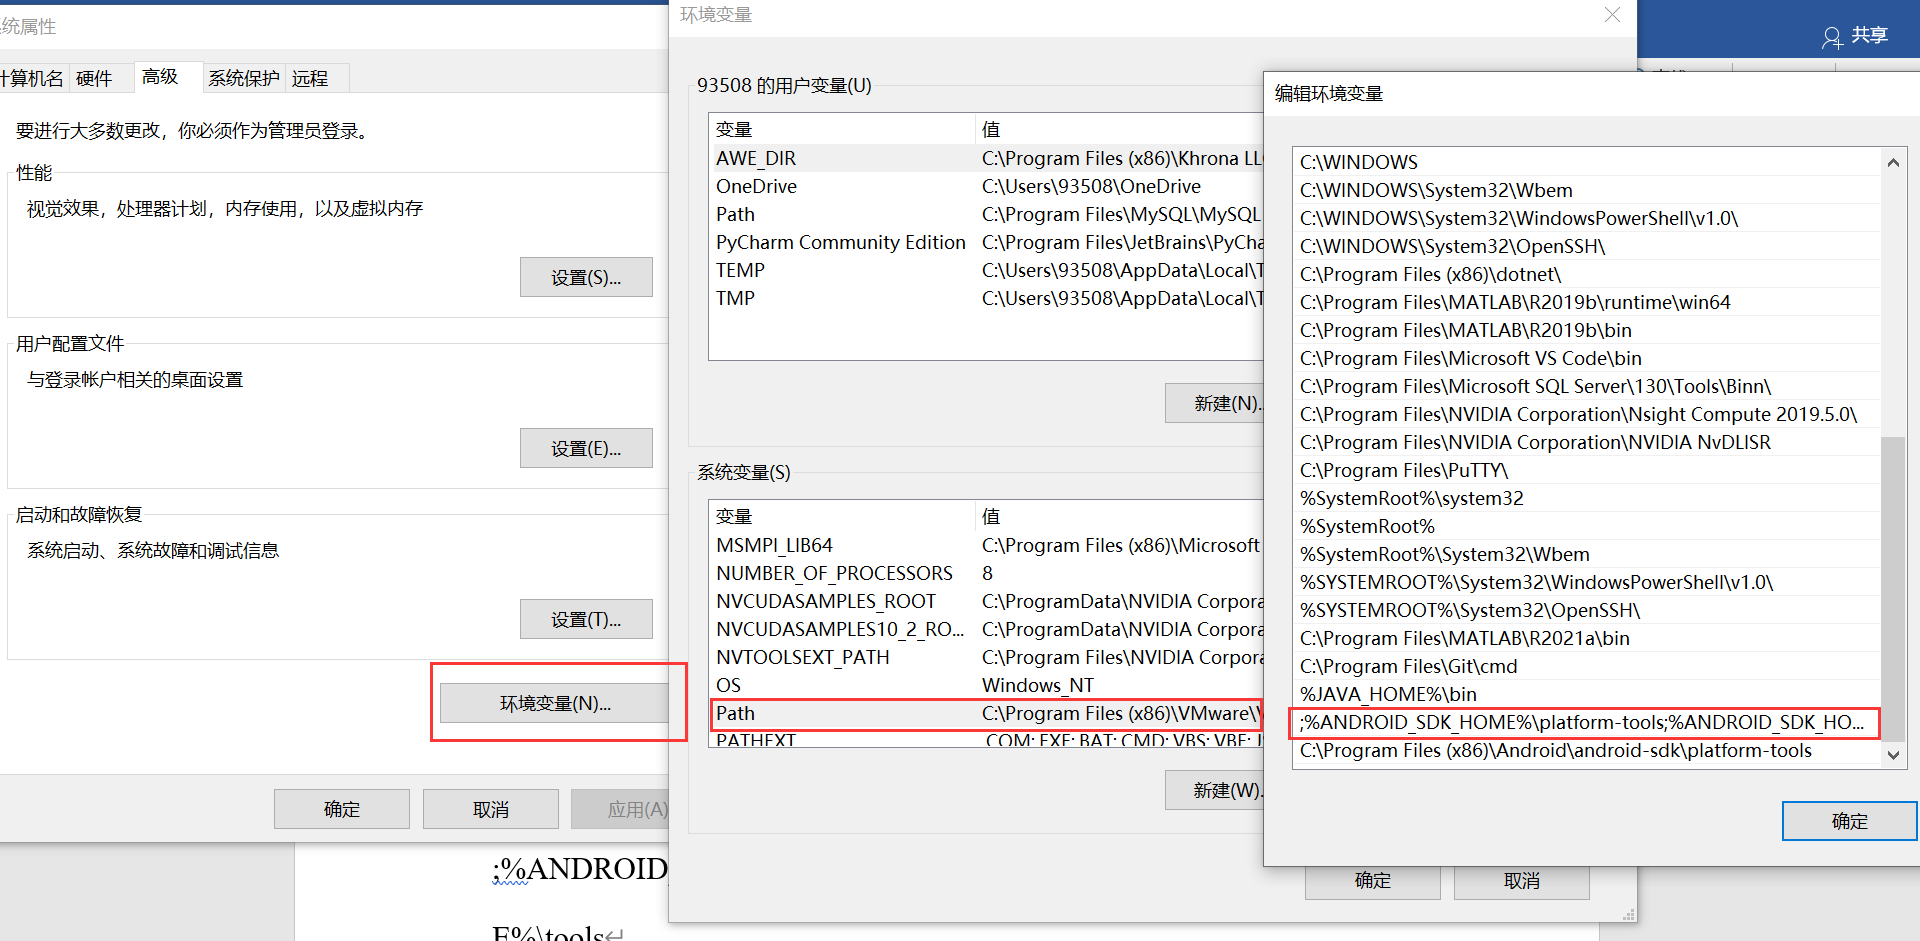 统属性
计算机名
硬件
高级
系统保护
远程
要进行大多数更改，你必须作为管理员登录。
性能
视觉效果，处理器计划，内存使用，以及虚拟内存
设置(S)...
用户配置文件
与登录帐户相关的桌面设置
设置(E)...
启动和故障恢复
系统启动、系统故障和调试信息
设置(T)...
环境变量(N)...
确定
取消
应用(A)
;%ANDROID
E%\tools↵
环境变量
93508 的用户变量(U)
变量 值
AWE_DIR C:\Program Files (x86)\Khrona LL
OneDrive C:\Users\93508\OneDrive
Path C:\Program Files\MySQL\MySQL
PyCharm Community Edition C:\Program Files\JetBrains\PyCha
TEMP C:\Users\93508\AppData\Local\T
TMP C:\Users\93508\AppData\Local\T
新建(N).
系统变量(S)
变量 值
MSMPI_LIB64 C:\Program Files (x86)\Microsoft
NUMBER_OF_PROCESSORS 8
NVCUDASAMPLES_ROOT C:\ProgramData\NVIDIA Corpora
NVCUDASAMPLES10_2_RO... C:\ProgramData\NVIDIA Corpora
NVTOOLSEXT_PATH C:\Program Files\NVIDIA Corpora
OS Windows_NT
Path C:\Program Files (x86)\VMware\
PATHEXT .COM;.EXE;.BAT;.CMD;.VBS;.VBE;.J
新建(W).
确定
取消
共享
编辑环境变量
C:\WINDOWS
C:\WINDOWS\System32\Wbem
C:\WINDOWS\System32\WindowsPowerShell\v1.0\
C:\WINDOWS\System32\OpenSSH\
C:\Program Files (x86)\dotnet\
C:\Program Files\MATLAB\R2019b\runtime\win64
C:\Program Files\MATLAB\R2019b\bin
C:\Program Files\Microsoft VS Code\bin
C:\Program Files\Microsoft SQL Server\130\Tools\Binn\
C:\Program Files\NVIDIA Corporation\Nsight Compute 2019.5.0\
C:\Program Files\NVIDIA Corporation\NVIDIA NvDLISR
C:\Program Files\PuTTY\
%SystemRoot%\system32
%SystemRoot%
%SystemRoot%\System32\Wbem
%SYSTEMROOT%\System32\WindowsPowerShell\v1.0\
%SYSTEMROOT%\System32\OpenSSH\
C:\Program Files\MATLAB\R2021a\bin
C:\Program Files\Git\cmd
%JAVA_HOME%\bin
;%ANDROID_SDK_HOME%\platform-tools;%ANDROID_SDK_HO...
C:\Program Files (x86)\Android\android-sdk\platform-tools
确定